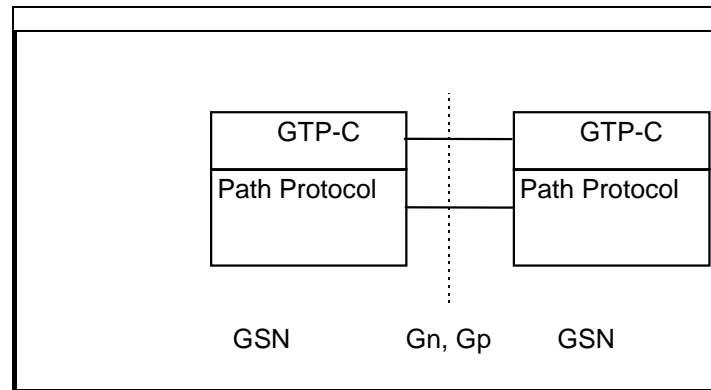 GTP-C GTP-C
Path Protocol Path Protocol
GSN Gn, Gp GSN